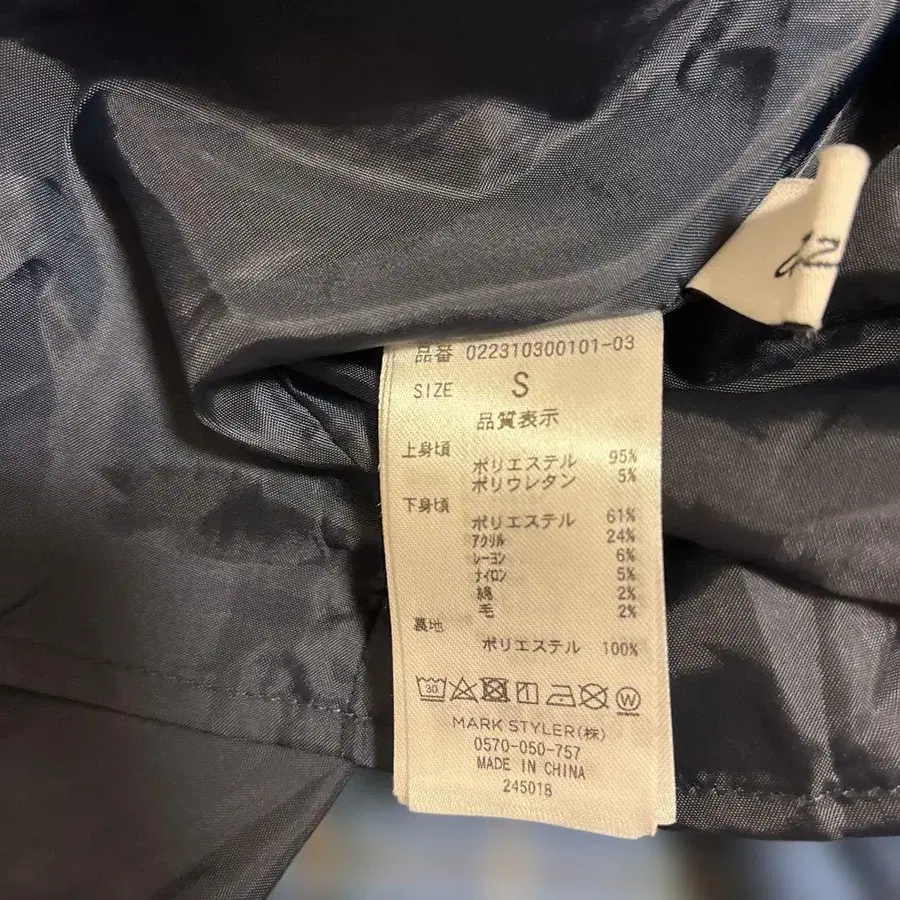 品番 022310300101-03
SIZE S
品質表示
上身頃
ポリエステル 95%
ポリウレタン 5%
下身頃
ポリエステル 61%
アクリル 24%
レーヨン 6%
ナイロン 5%
綿 2%
毛 2%
裏地
ポリエステル 100%
30 W
MARK STYLER(株)
0570-050-757
MADE IN CHINA
245018